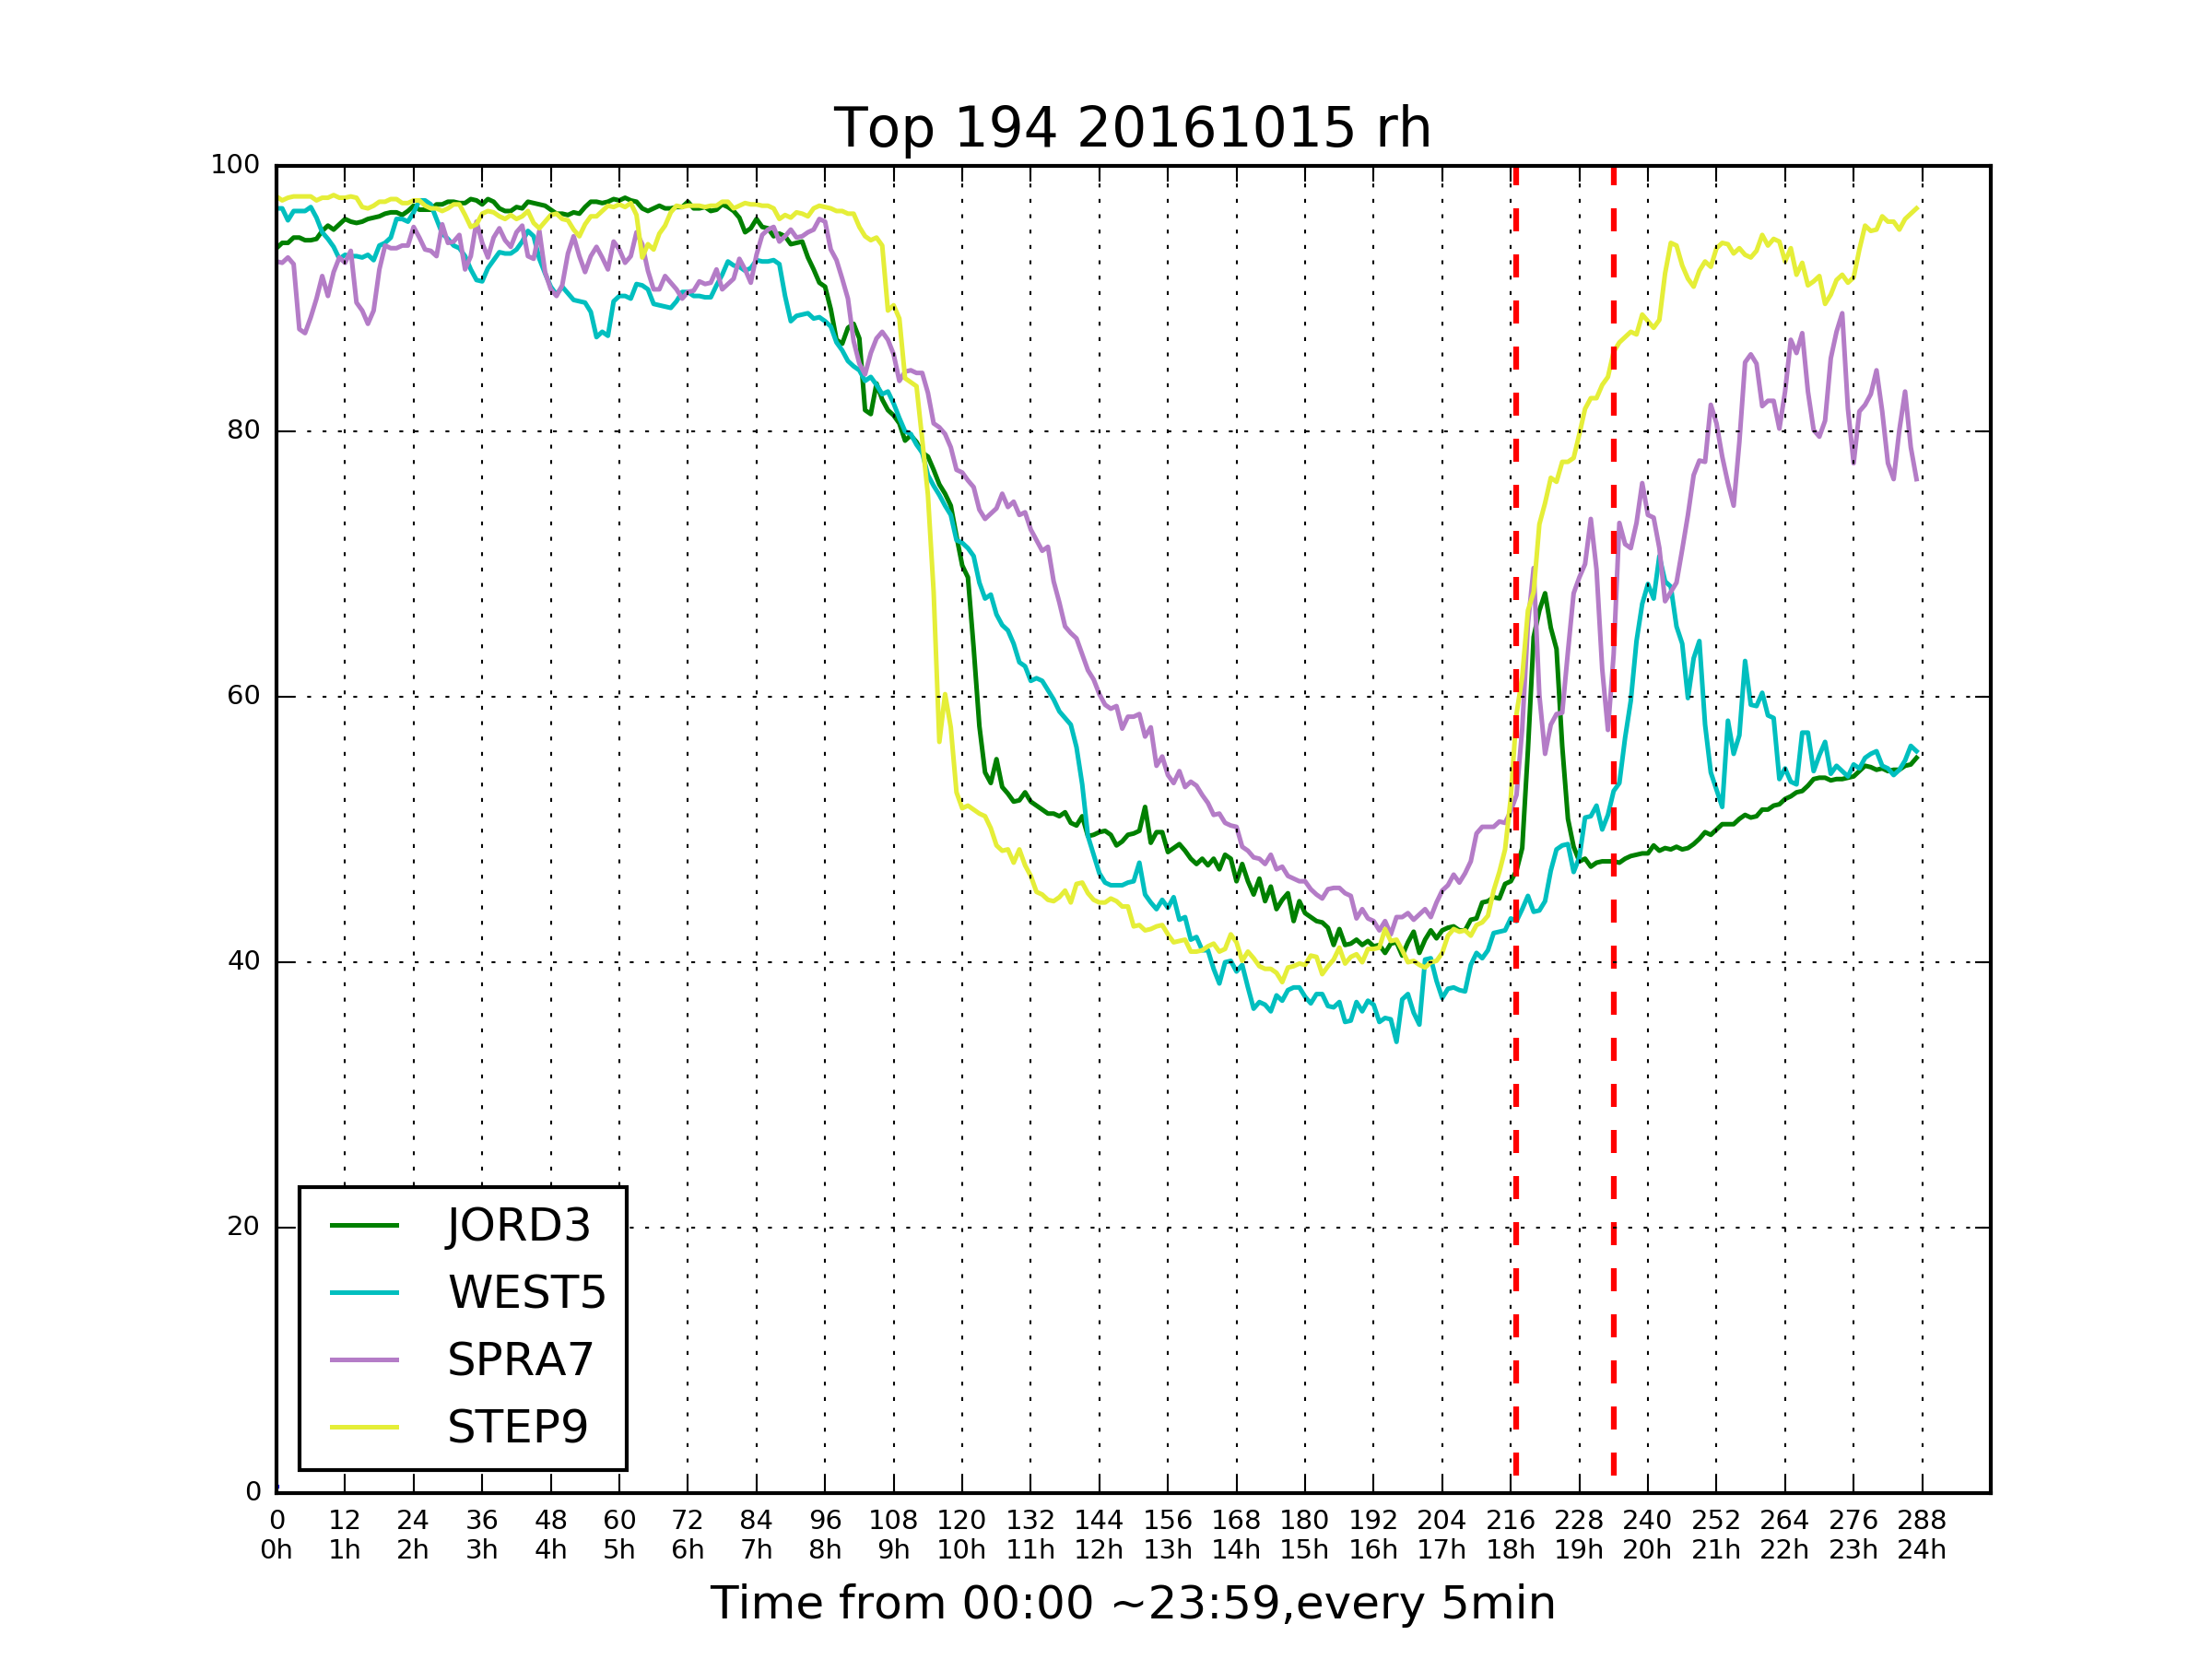 Top 194 20161015 rh
100
80
60
40
20
0
0 12 24 36 48 60 72 84 96 108 120 132 144 156 168 180 192 204 216 228 240 252 264 276 288
0h 1h 2h 3h 4h 5h 6h 7h 8h 9h 10h 11h 12h 13h 14h 15h 16h 17h 18h 19h 20h 21h 22h 23h 24h
Time from 00:00 ~23:59,every 5min
JORD3
WEST5
SPRA7
STEP9